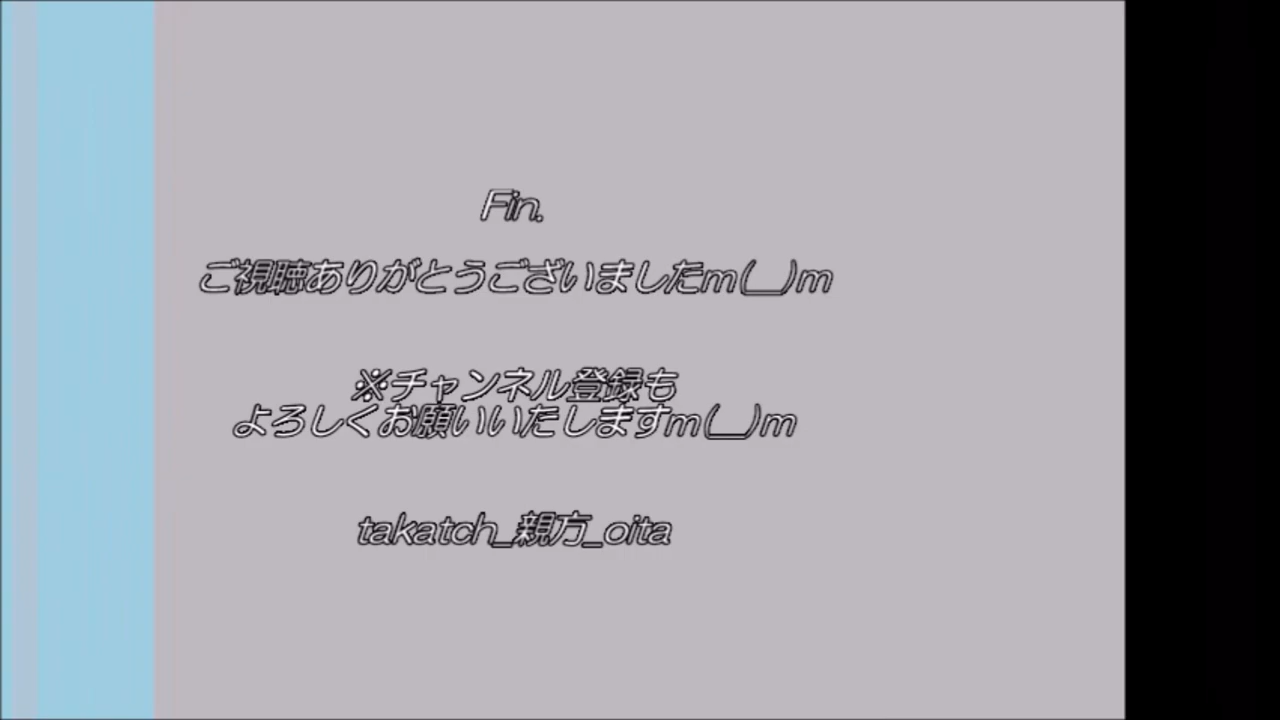 Fin.
ご視聴ありがとうございましたm(__)m
※チャンネル登録も
よろしくお願いいたしますm(__)m
takatch_親方_oita